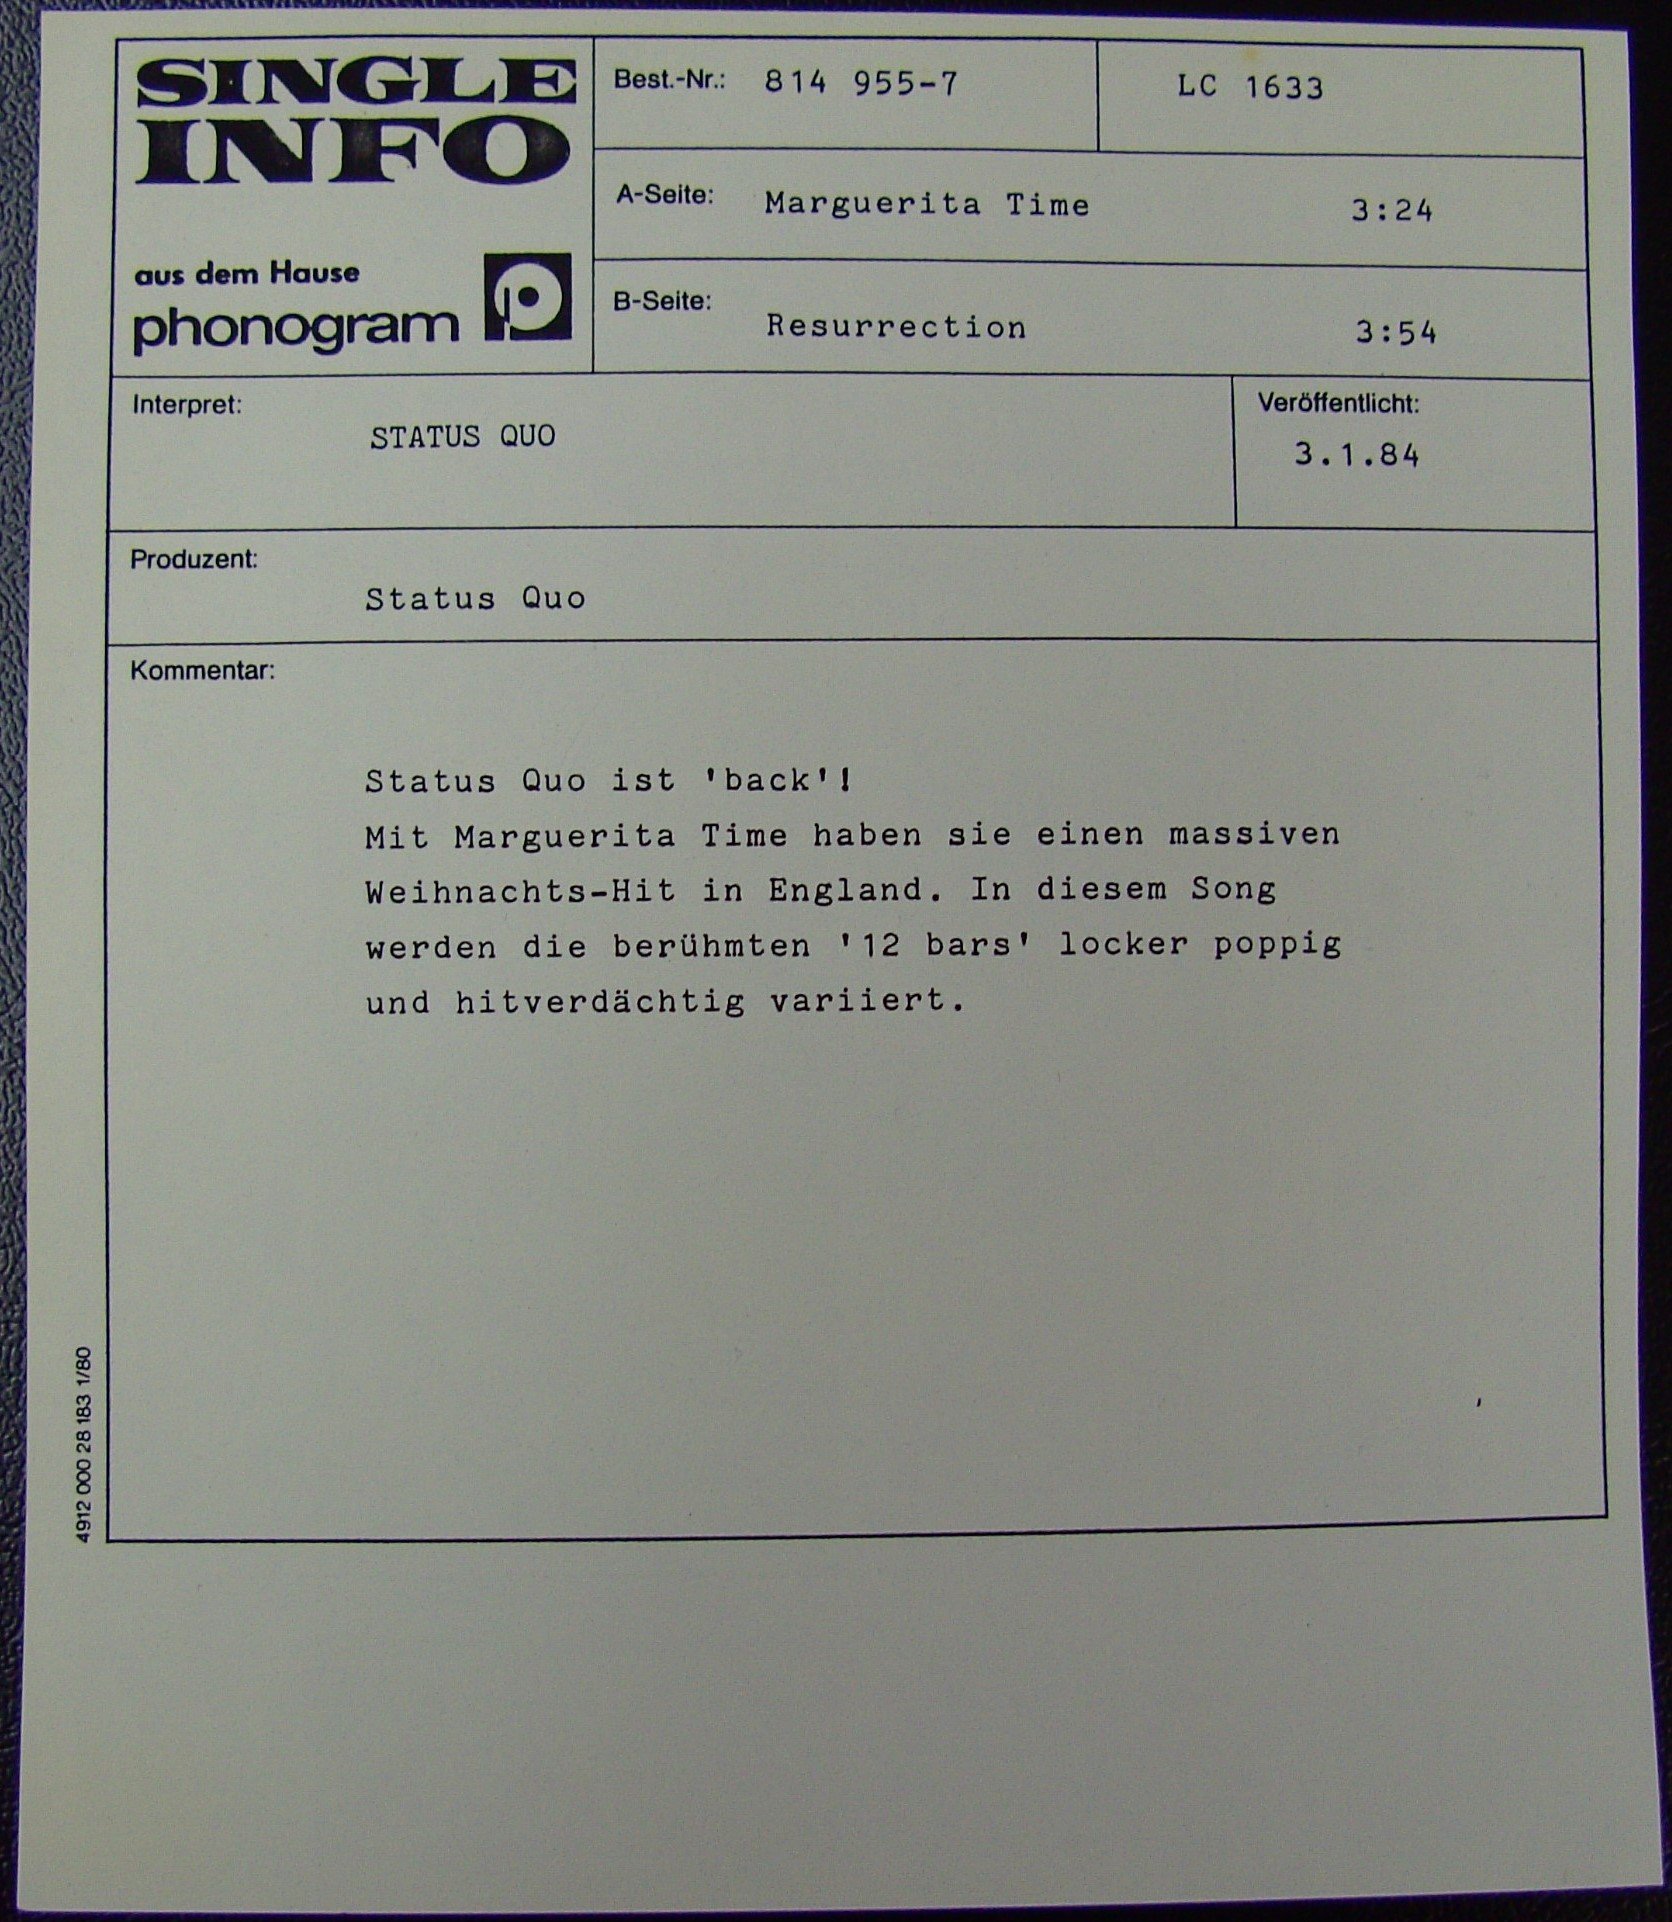 SINGLE
INFO
aus dem Hause
phonogram
Best.-Nr.: 814 955-7
LC 1633
A-Seite: Marguerita Time 3:24
B-Seite: Resurrection 3:54
Interpret: STATUS QUO
Veröffentlicht:
3.1.84
Produzent:
Status Quo
Kommentar:
Status Quo ist 'back'!
Mit Marguerita Time haben sie einen massiven
Weihnachts-Hit in England. In diesem Song
werden die berühmten '12 bars' locker poppig
und hitverdächtig variiert.
4912 000 28 183 1/80